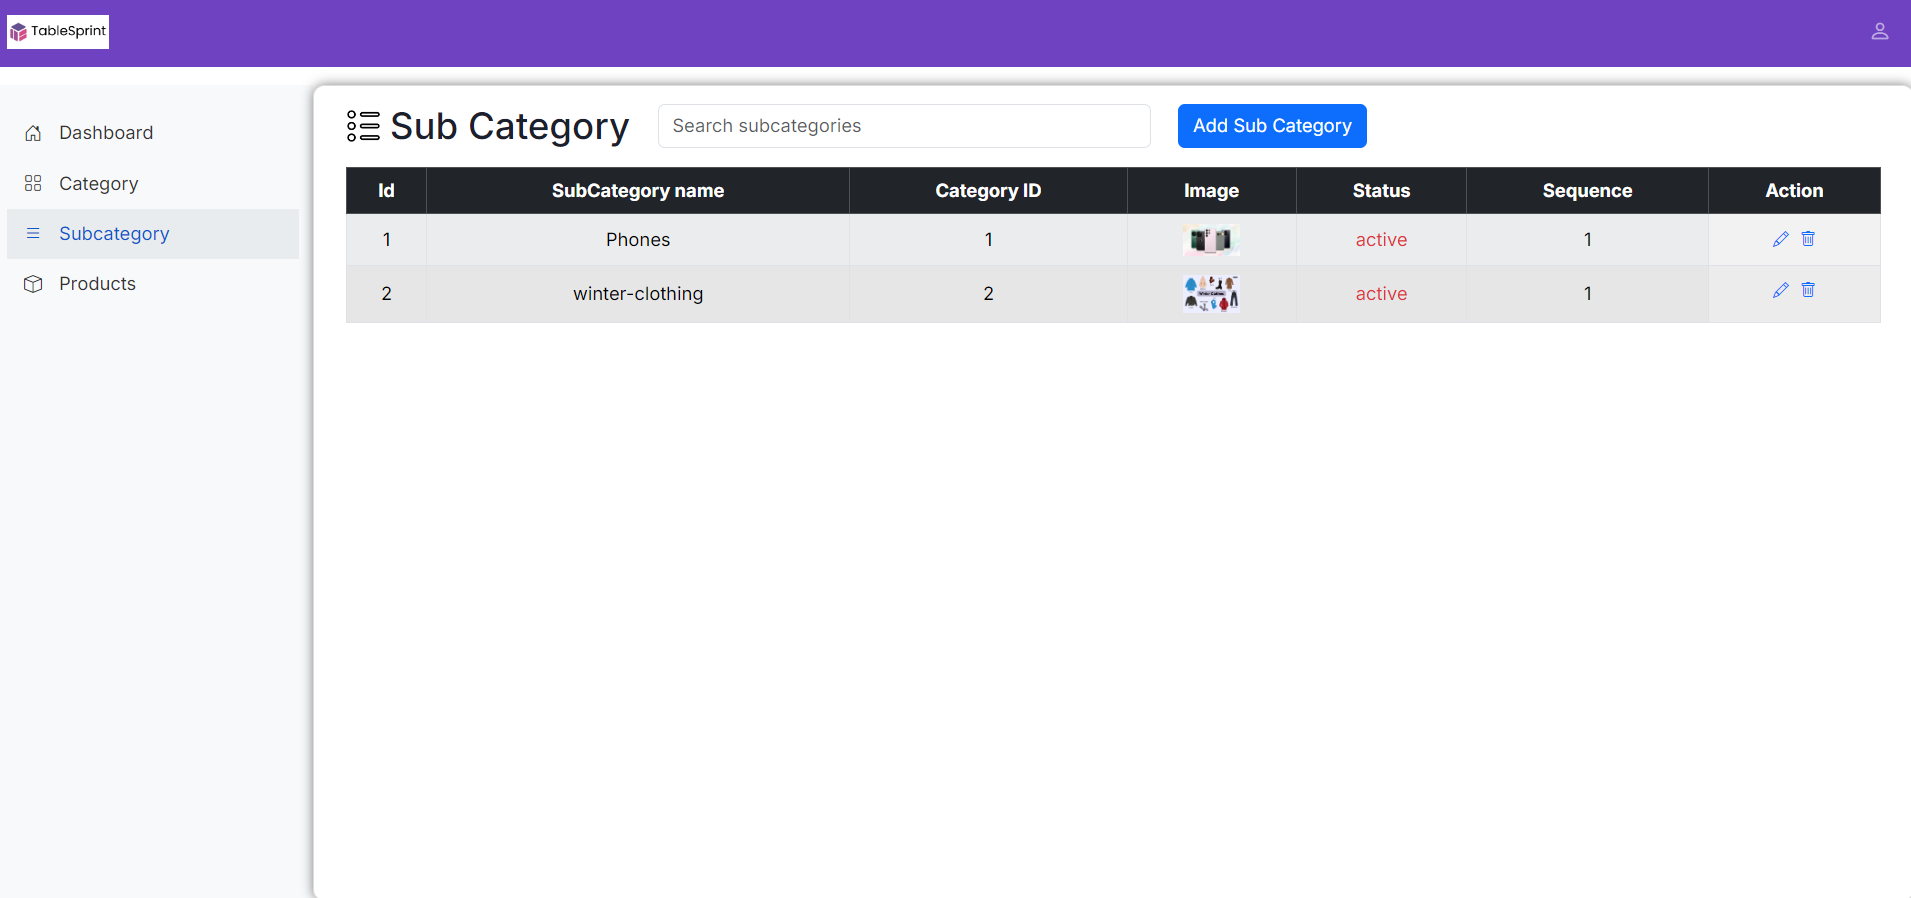 TableSprint
Dashboard
Category
Subcategory
Products
Sub Category
Search subcategories
Add Sub Category
Id SubCategory name Category ID Image Status Sequence Action
1 Phones 1 active 1
2 winter-clothing 2 active 1